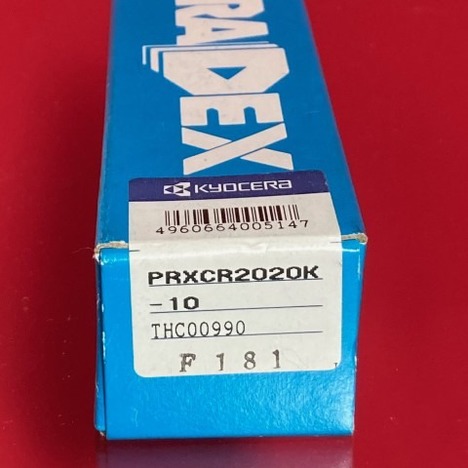 RADEX
KYOCERA
4960664005147
PRXCR2020K
-10
THC00990
F 181